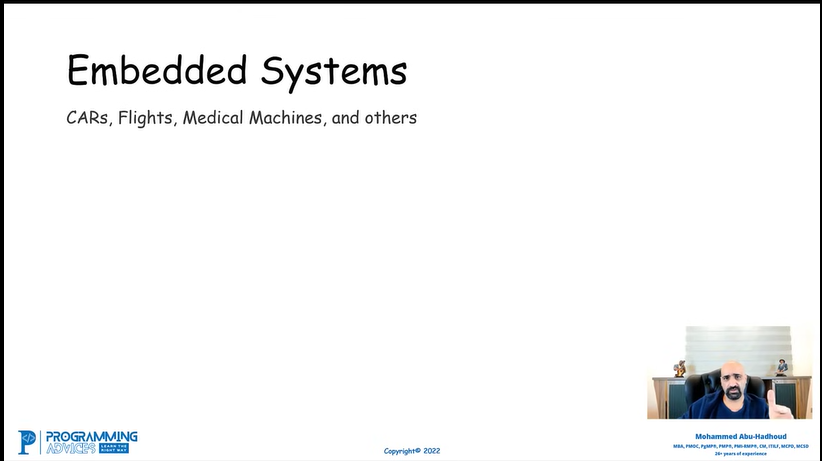 Embedded Systems
CARs, Flights, Medical Machines, and others
PROGRAMMING
ADVICES
LEARN THE
RIGHT WAY
Copyright© 2022
Mohammed Abu-Hadhoud
MBA, PMOC, PgMP®, PMP®, PMI-RMP®, CM, ITILF, MCPD, MCSD
26+ years of experience